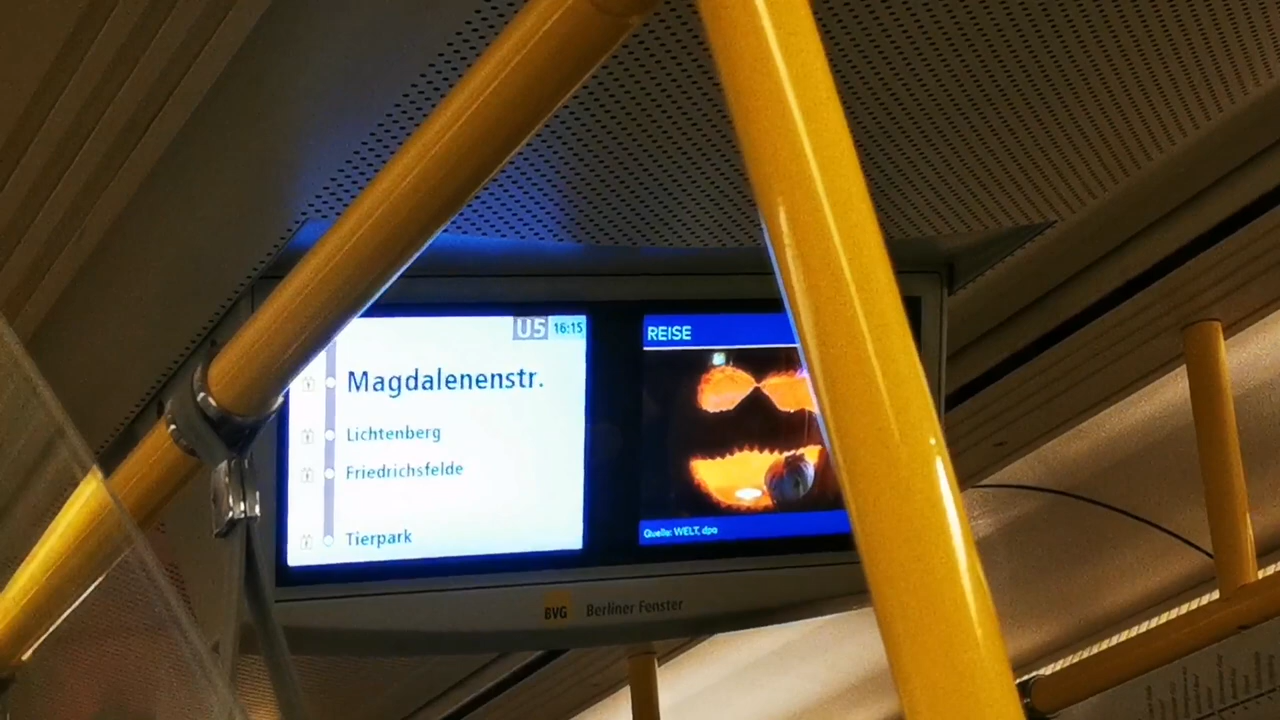 U5 16:15
Magdalenenstr.
Lichtenberg
Friedrichsfelde
Tierpark
REISE
Quelle: WELT, dpa
BVG Berliner Fenster